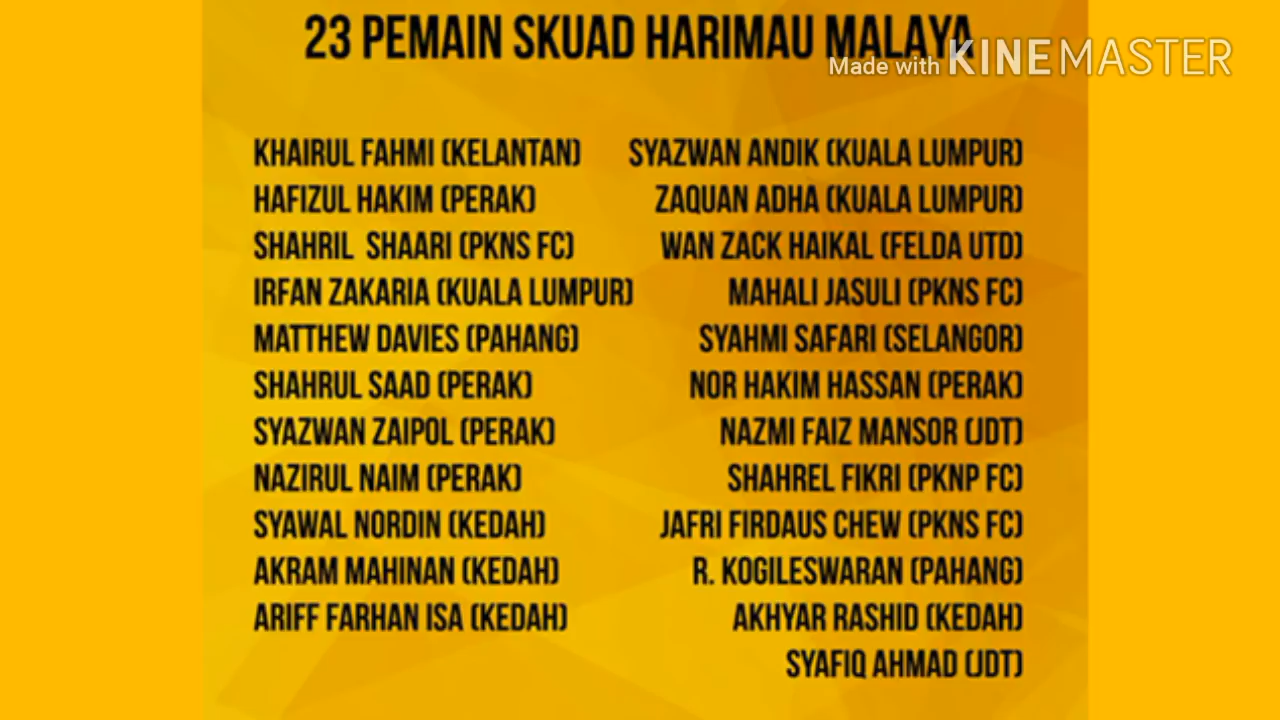 23 PEMAIN SKUAD HARIMAU MALAYA
Made with KINEMASTER
KHAIRUL FAHMI (KELANTAN)
HAFIZUL HAKIM (PERAK)
SHAHRIL SHAARI (PKNS FC)
IRFAN ZAKARIA (KUALA LUMPUR)
MATTHEW DAVIES (PAHANG)
SHAHRUL SAAD (PERAK)
SYAZWAN ZAIPOL (PERAK)
NAZIRUL NAIM (PERAK)
SYAWAL NORDIN (KEDAH)
AKRAM MAHINAN (KEDAH)
ARIFF FARHAN ISA (KEDAH)
SYAZWAN ANDIK (KUALA LUMPUR)
ZAQUAN ADHA (KUALA LUMPUR)
WAN ZACK HAIKAL (FELDA UTD)
MAHALI JASULI (PKNS FC)
SYAHMI SAFARI (SELANGOR)
NOR HAKIM HASSAN (PERAK)
NAZMI FAIZ MANSOR (JDT)
SHAHREL FIKRI (PKNP FC)
JAFRI FIRDAUS CHEW (PKNS FC)
R. KOGILESWARAN (PAHANG)
AKHYAR RASHID (KEDAH)
SYAFIQ AHMAD (JDT)